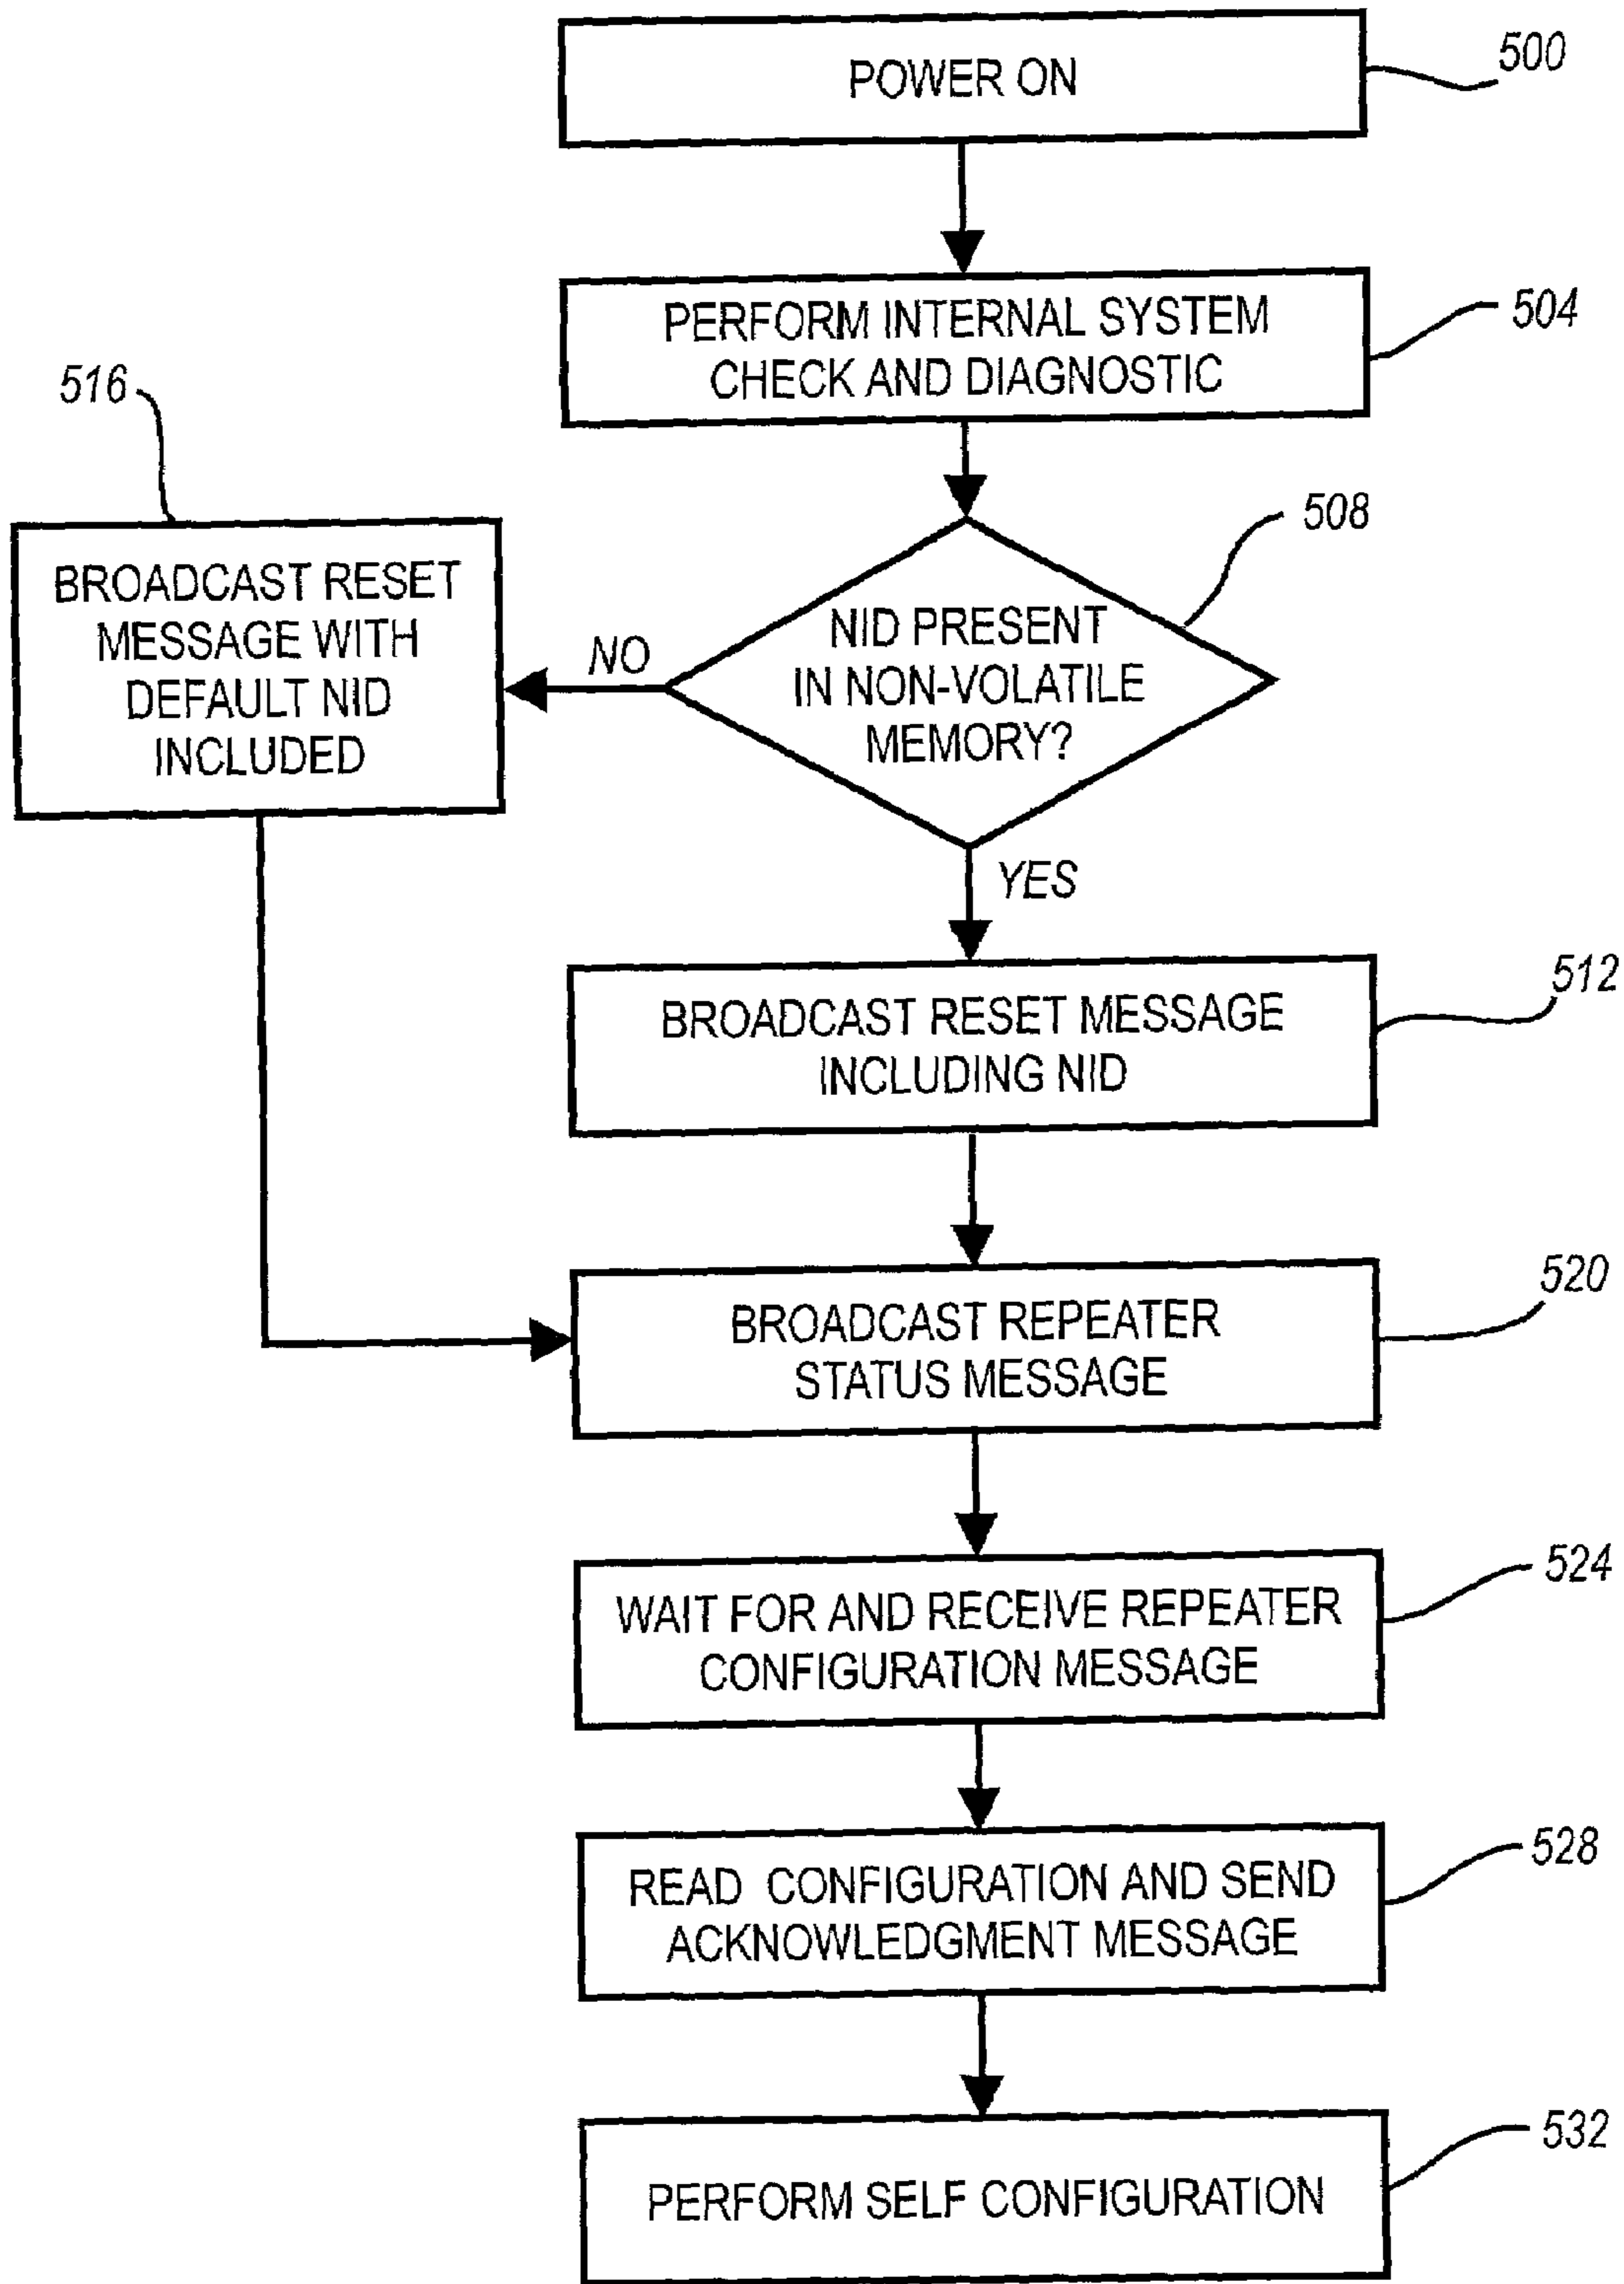 POWER ON
500
PERFORM INTERNAL SYSTEM
CHECK AND DIAGNOSTIC
504
516
508
BROADCAST RESET
MESSAGE WITH
DEFAULT NID
INCLUDED
NO
NID PRESENT
IN NON-VOLATILE
MEMORY?
YES
BROADCAST RESET MESSAGE
INCLUDING NID
512
BROADCAST REPEATER
STATUS MESSAGE
520
WAIT FOR AND RECEIVE REPEATER
CONFIGURATION MESSAGE
524
READ CONFIGURATION AND SEND
ACKNOWLEDGMENT MESSAGE
528
PERFORM SELF CONFIGURATION
532